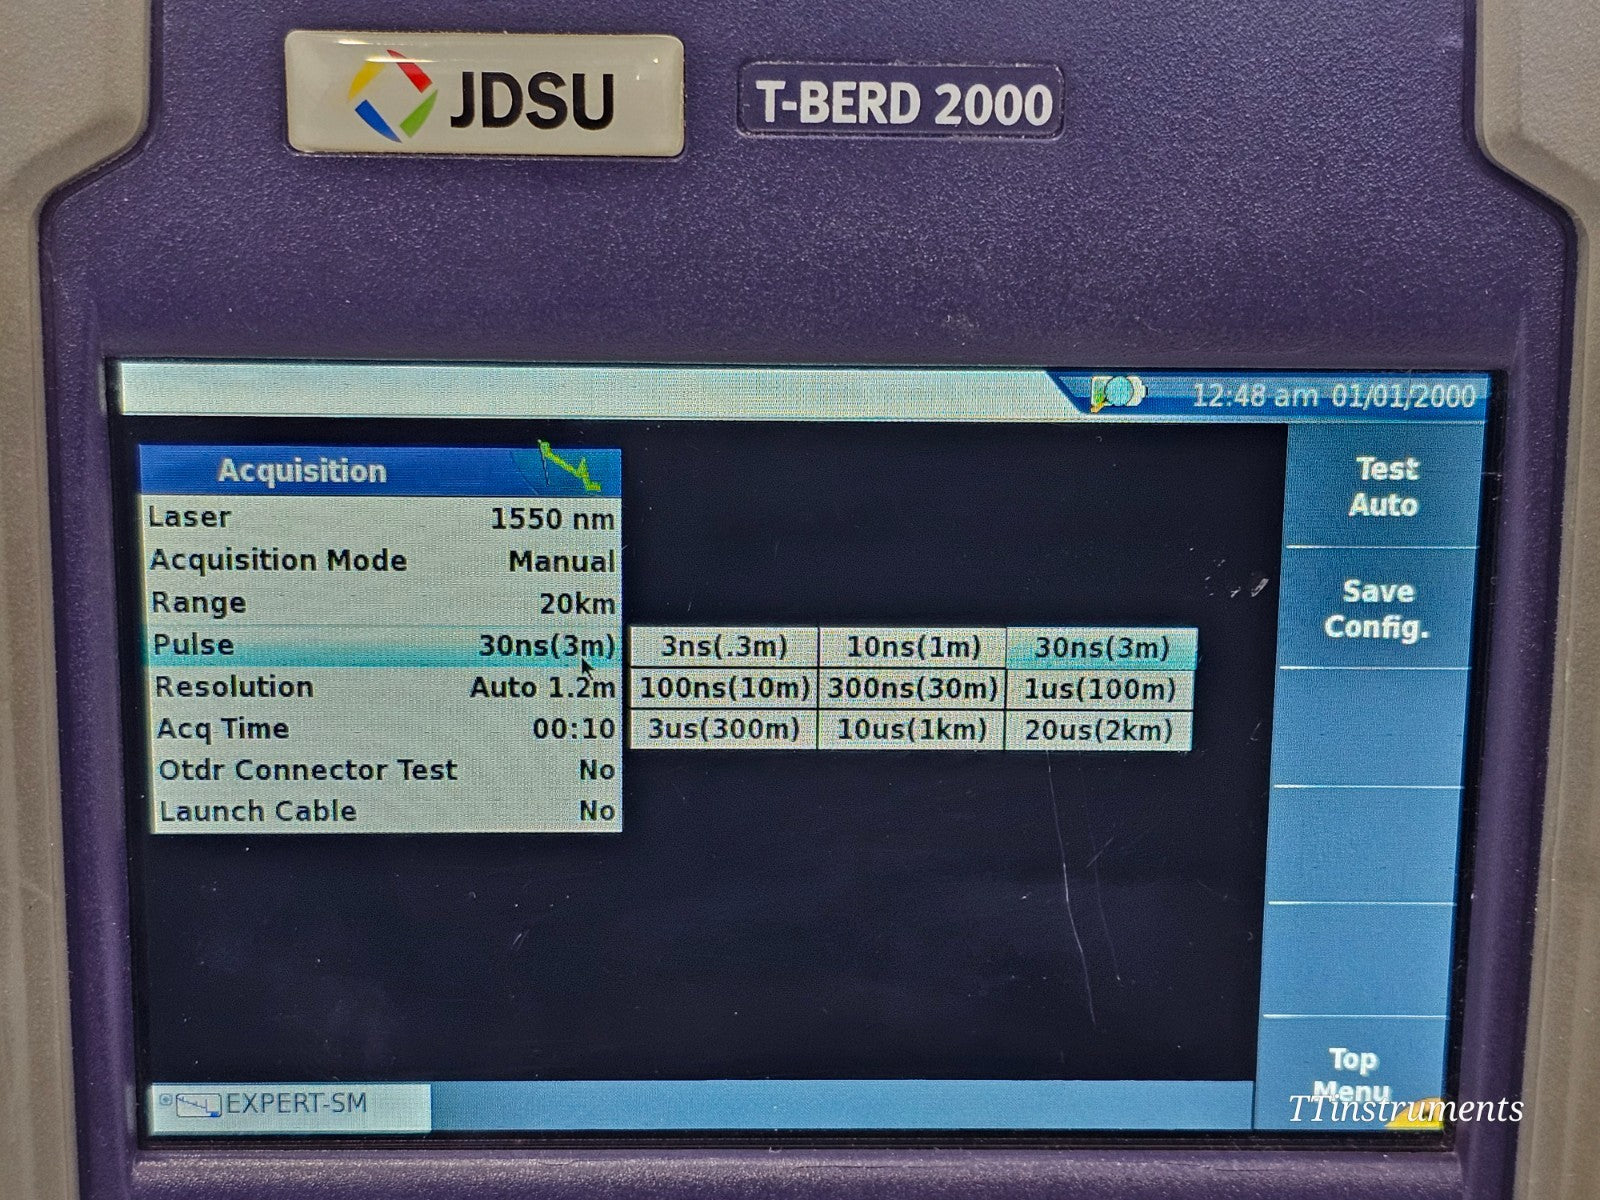 JDSU T-BERD 2000
12:48 am 01/01/2000
Acquisition
Laser 1550 nm
Acquisition Mode Manual
Range 20km
Pulse 30ns(3m) 3ns(.3m) 10ns(1m) 30ns(3m)
Resolution Auto 1.2m 100ns(10m) 300ns(30m) 1us(100m)
Acq Time 00:10 3us(300m) 10us(1km) 20us(2km)
Otdr Connector Test No
Launch Cable No
Test
Auto
Save
Config.
Top
Menu
EXPERT-SM
TTinstruments